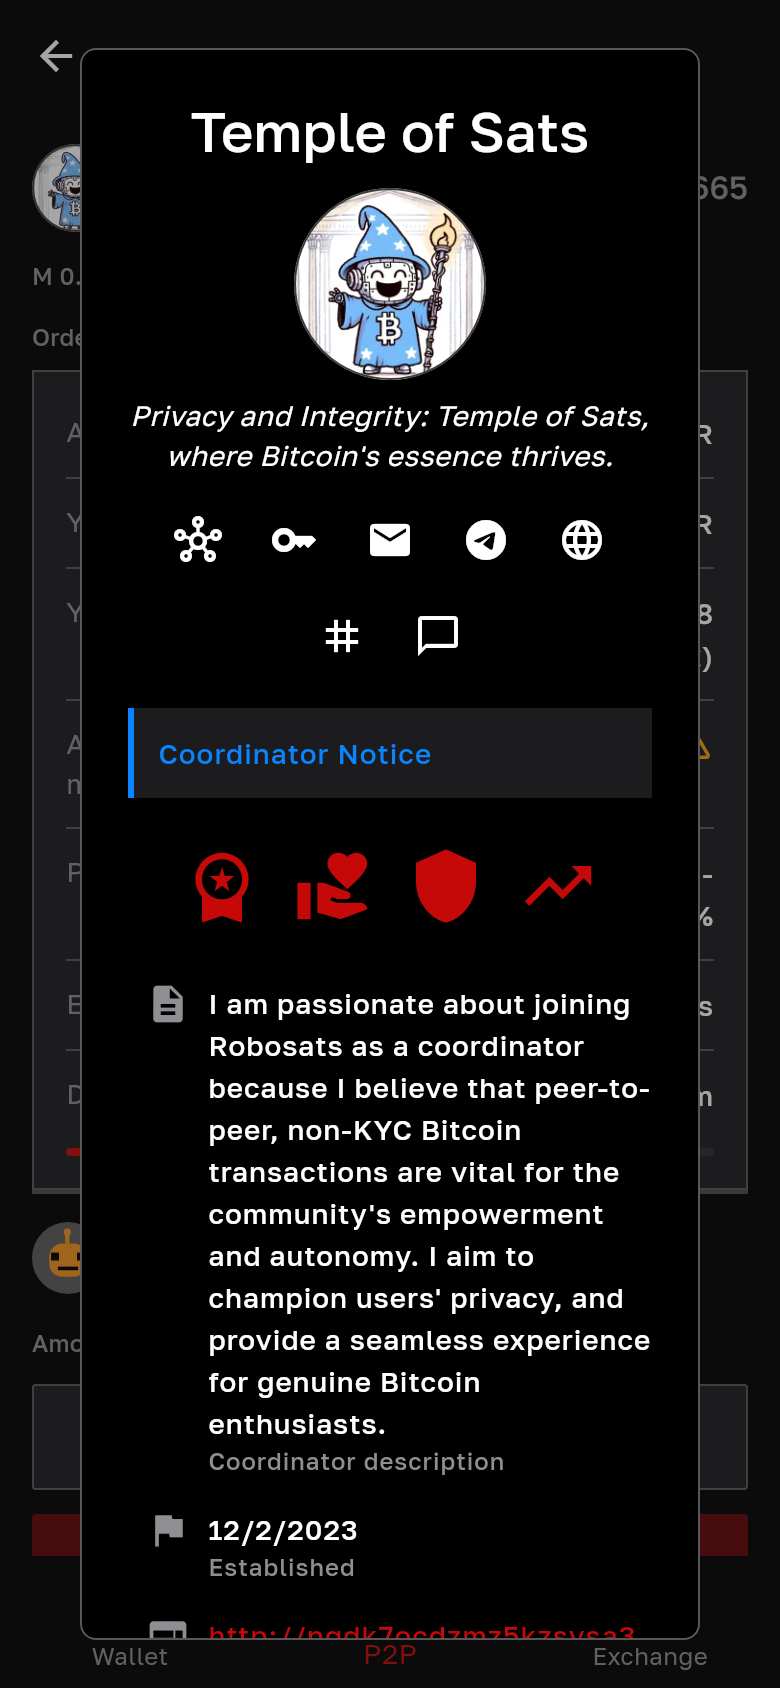 Temple of Sats
665
M 0.
Privacy and Integrity: Temple of Sats,
where Bitcoin's essence thrives.
Coordinator Notice
I am passionate about joining
Robosats as a coordinator
because I believe that peer-to-
peer, non-KYC Bitcoin
transactions are vital for the
community's empowerment
and autonomy. I aim to
champion users' privacy, and
provide a seamless experience
for genuine Bitcoin
enthusiasts.
Coordinator description
12/2/2023
Established
Wallet
P2P
Exchange